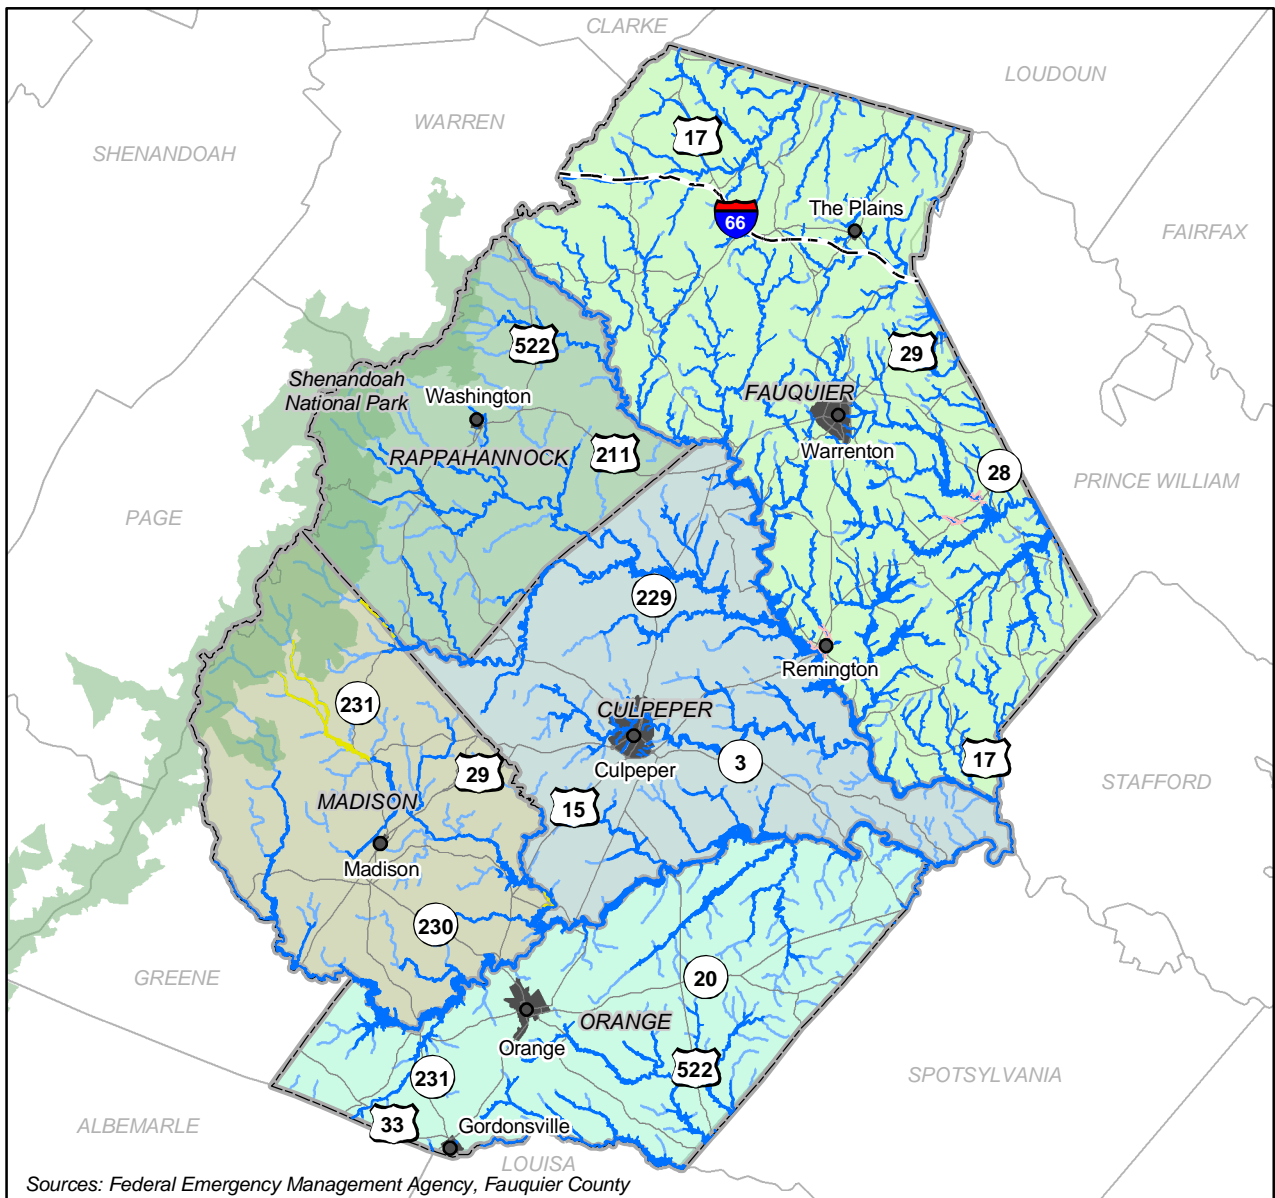 CLARKE
LOUDOUN
WARREN
17
SHENANDOAH
The Plains
66
FAIRFAX
522
29
Shenandoah
National Park
Washington
FAUQUIER
RAPPAHANNOCK
211
Warrenton
28
PRINCE WILLIAM
PAGE
229
Remington
231
CULPEPER
Culpeper
3
17
29
STAFFORD
MADISON
15
Madison
230
GREENE
20
ORANGE
Orange
522
231
SPOTSYLVANIA
33
Gordonsville
ALBEMARLE
LOUISA
Sources: Federal Emergency Management Agency, Fauquier County